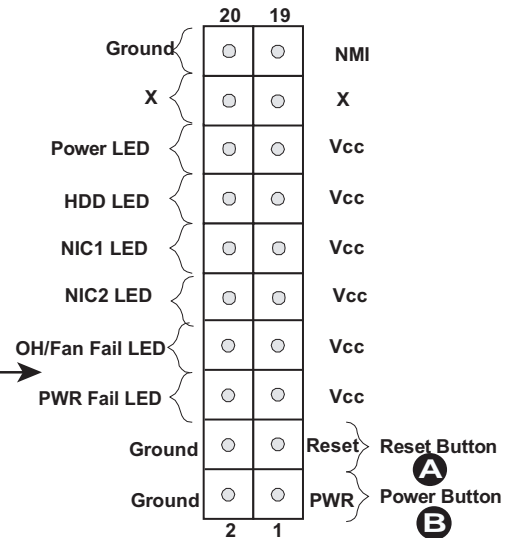 20 19
Ground NMI
X X
Power LED Vcc
HDD LED Vcc
NIC1 LED Vcc
NIC2 LED Vcc
OH/Fan Fail LED Vcc
PWR Fail LED Vcc
Ground Reset Reset Button
A
Ground PWR Power Button
B
2 1